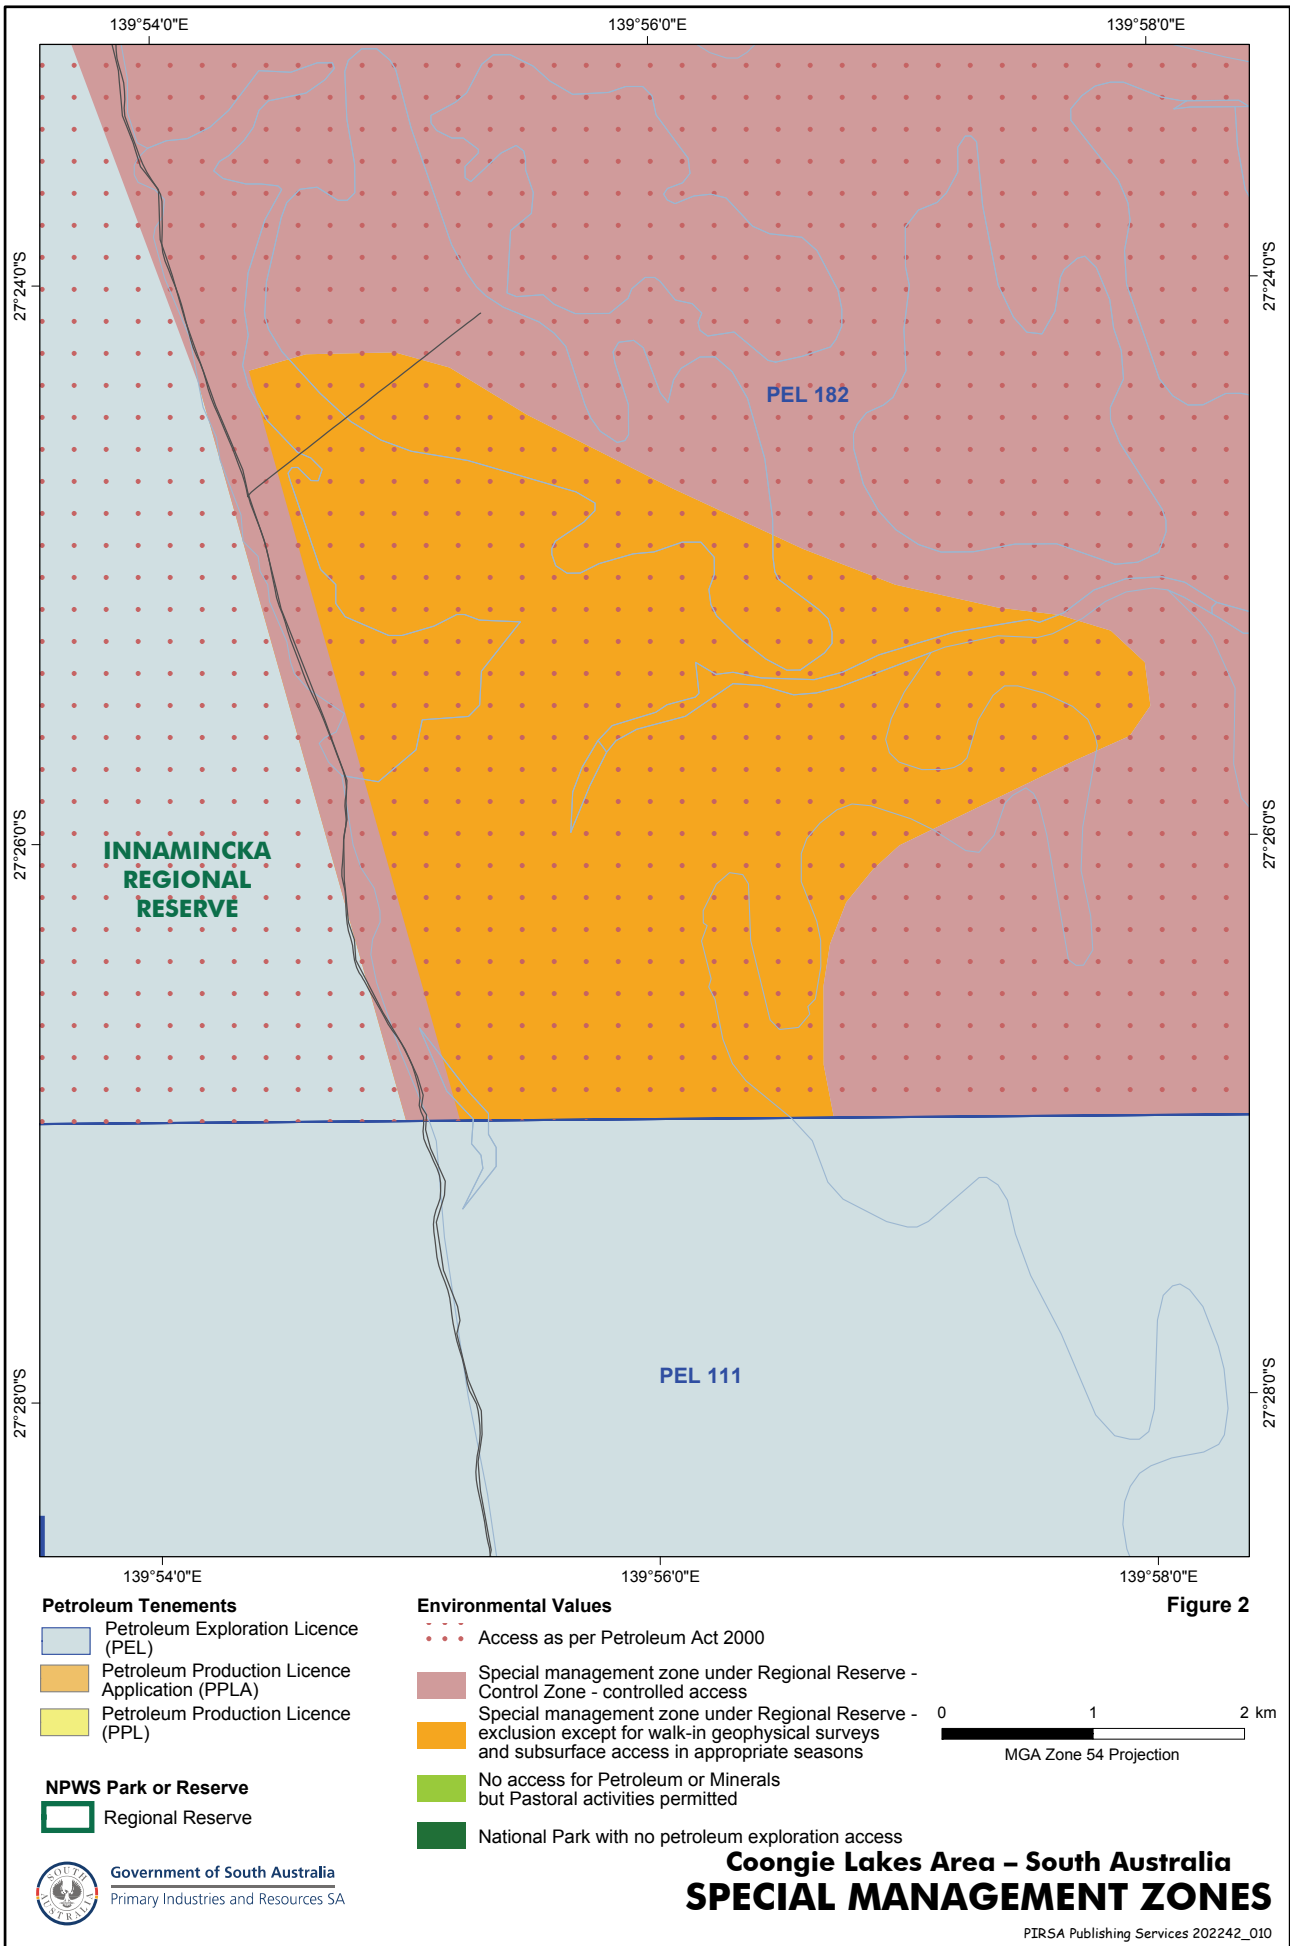 139°54'0"E
139°56'0"E
139°58'0"E
27°24'0"S
27°24'0"S
PEL 182
27°26'0"S
27°26'0"S
INNAMINCKA
REGIONAL
RESERVE
PEL 111
27°28'0"S
27°28'0"S
139°54'0"E
139°56'0"E
139°58'0"E
Figure 2
Petroleum Tenements
Petroleum Exploration Licence
(PEL)
Petroleum Production Licence
Application (PPLA)
Petroleum Production Licence
(PPL)
NPWS Park or Reserve
Regional Reserve
Environmental Values
Access as per Petroleum Act 2000
Special management zone under Regional Reserve -
Control Zone - controlled access
Special management zone under Regional Reserve -
exclusion except for walk-in geophysical surveys
and subsurface access in appropriate seasons
No access for Petroleum or Minerals
but Pastoral activities permitted
National Park with no petroleum exploration access
0 1 2 km
MGA Zone 54 Projection
SOUTH
AUSTRALIA
Government of South Australia
Primary Industries and Resources SA
Coongie Lakes Area – South Australia
SPECIAL MANAGEMENT ZONES
PIRSA Publishing Services 202242_010